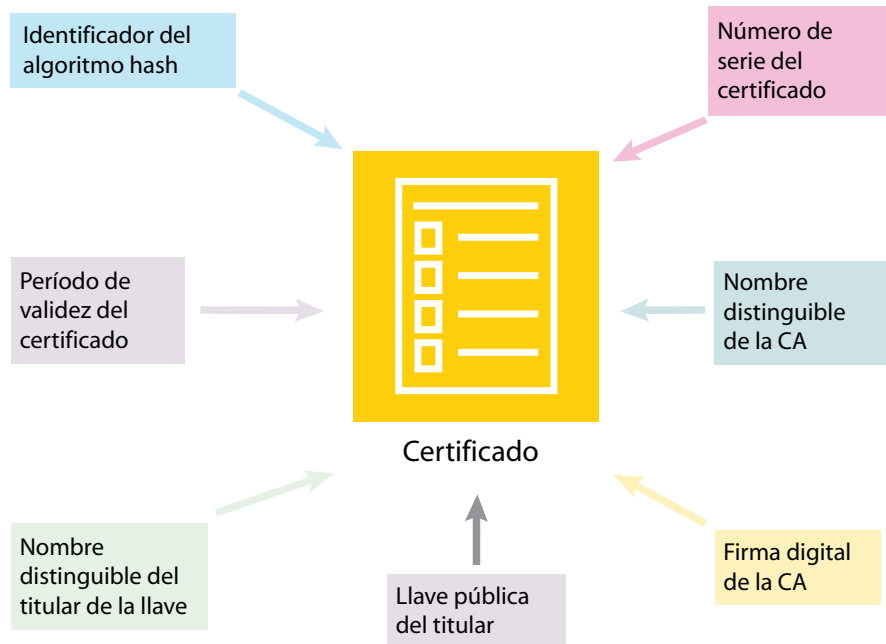 Identificador del
algoritmo hash
Número de
serie del
certificado
Período de
validez del
certificado
Nombre
distinguible
de la CA
Certificado
Nombre
distinguible del
titular de la llave
Llave pública
del titular
Firma digital
de la CA